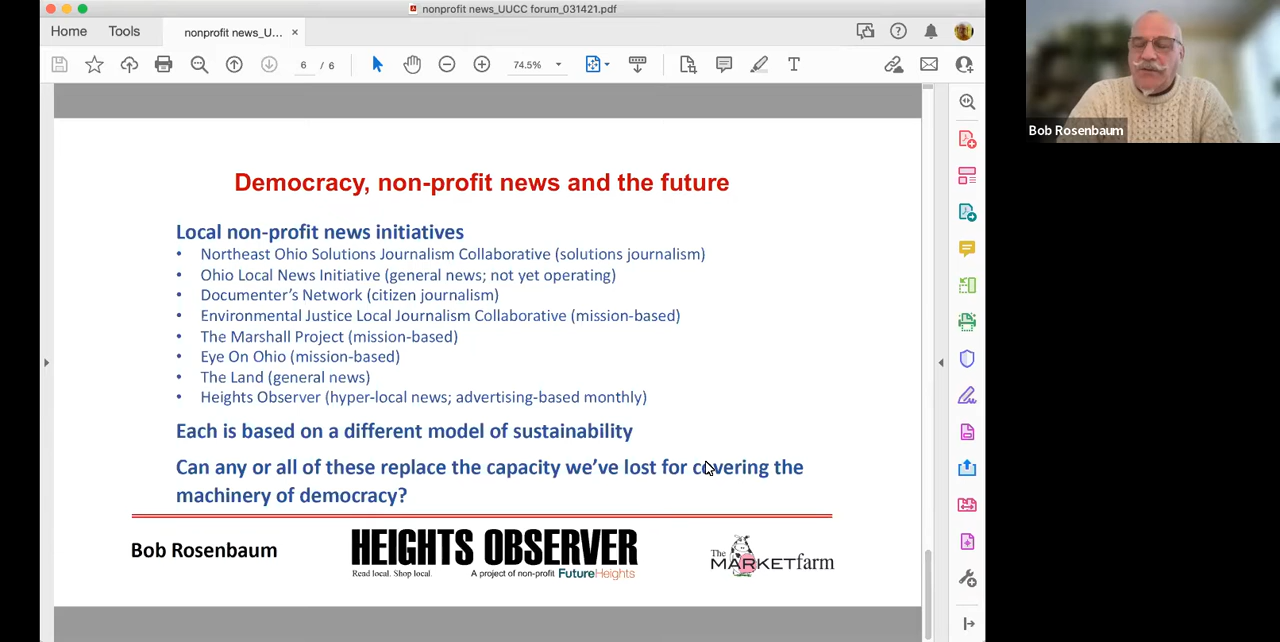 nonprofit news_UUCC forum_031421.pdf
Home Tools nonprofit news_U... ×
6 / 6 74.5%
Bob Rosenbaum
Democracy, non-profit news and the future
Local non-profit news initiatives
• Northeast Ohio Solutions Journalism Collaborative (solutions journalism)
• Ohio Local News Initiative (general news; not yet operating)
• Documenter's Network (citizen journalism)
• Environmental Justice Local Journalism Collaborative (mission-based)
• The Marshall Project (mission-based)
• Eye On Ohio (mission-based)
• The Land (general news)
• Heights Observer (hyper-local news; advertising-based monthly)
Each is based on a different model of sustainability
Can any or all of these replace the capacity we've lost for covering the
machinery of democracy?
Bob Rosenbaum
HEIGHTS OBSERVER
Read local. Shop local. A project of non-profit FutureHeights
The
MARKETfarm